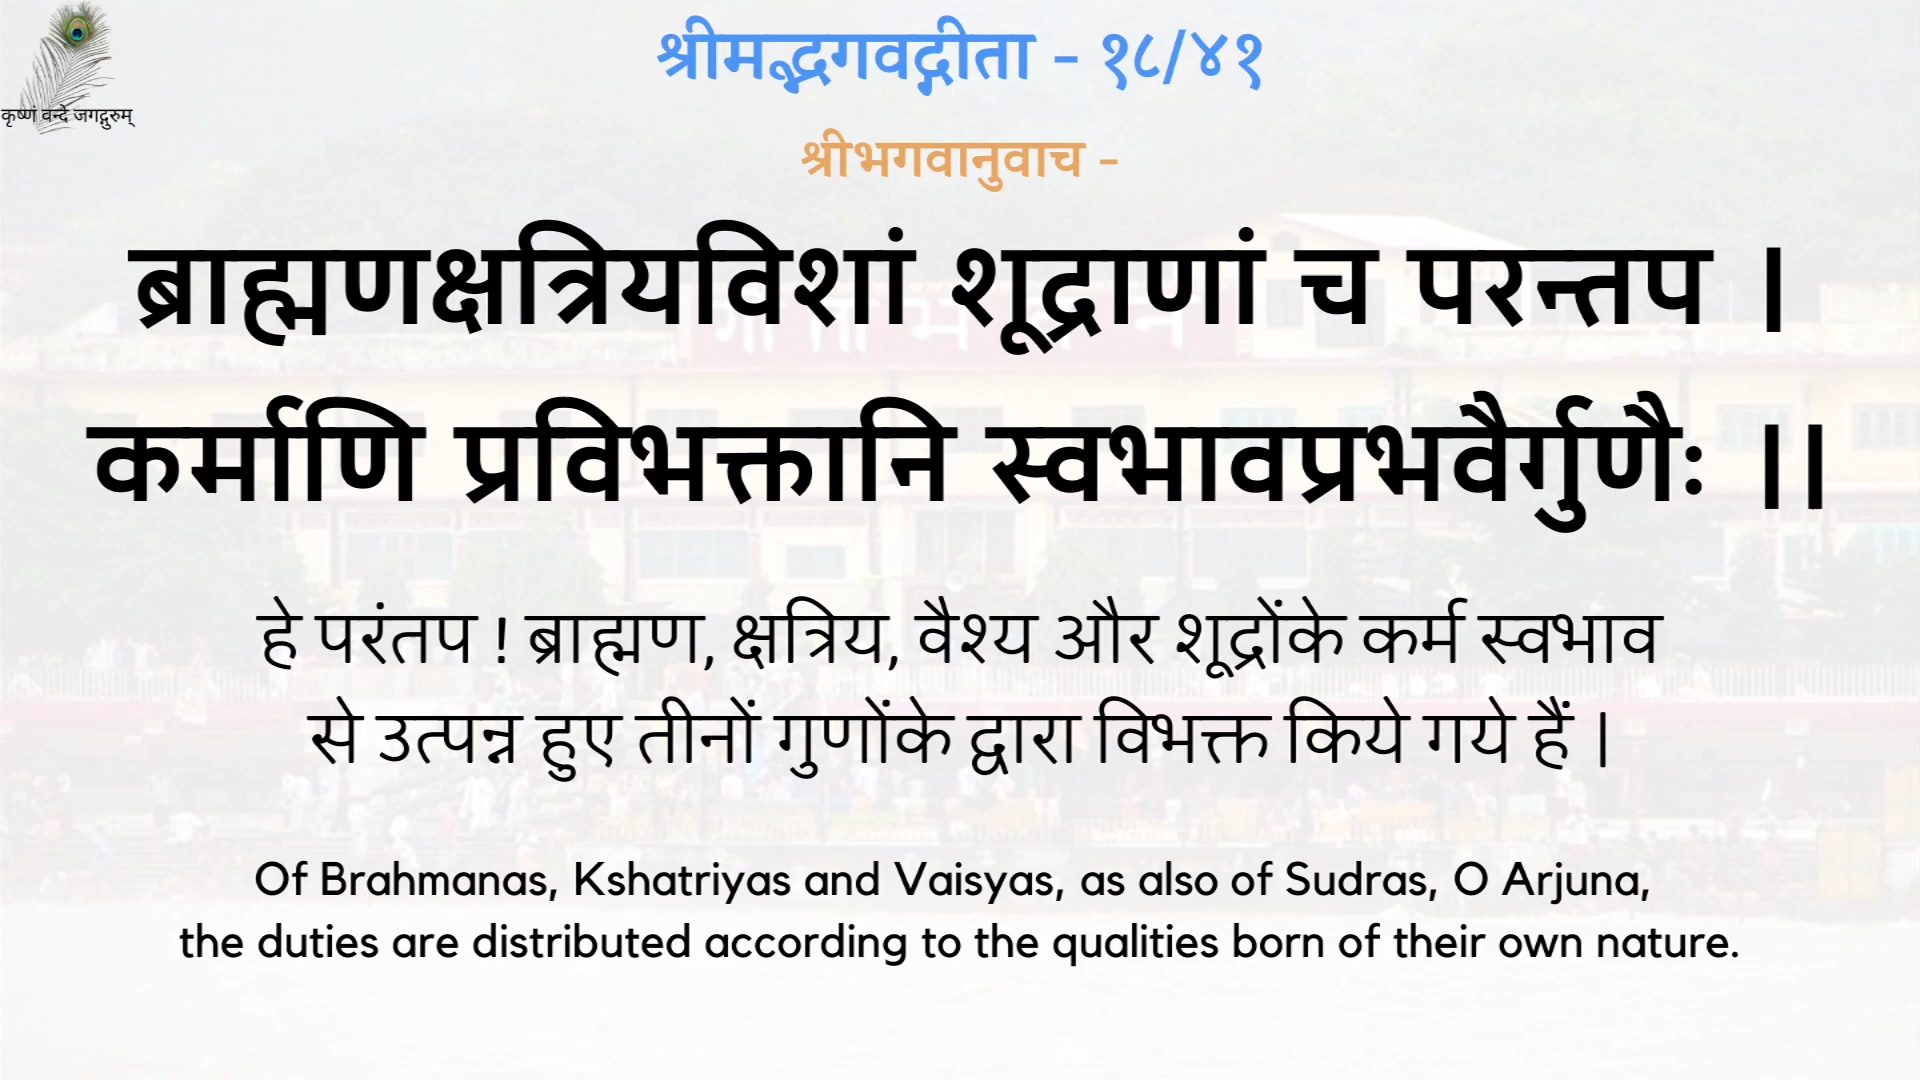 कृष्णं वन्दे जगद्गुरुम्
श्रीमद्भगवद्गीता - १८/४१
श्रीभगवानुवाच -
ब्राह्मणक्षत्रियविशां शूद्राणां च परन्तप ।
कर्माणि प्रविभक्तानि स्वभावप्रभवैर्गुणैः ।।
हे परंतप ! ब्राह्मण, क्षत्रिय, वैश्य और शूद्रोंके कर्म स्वभाव
से उत्पन्न हुए तीनों गुणोंके द्वारा विभक्त किये गये हैं |
Of Brahmanas, Kshatriyas and Vaisyas, as also of Sudras, O Arjuna,
the duties are distributed according to the qualities born of their own nature.